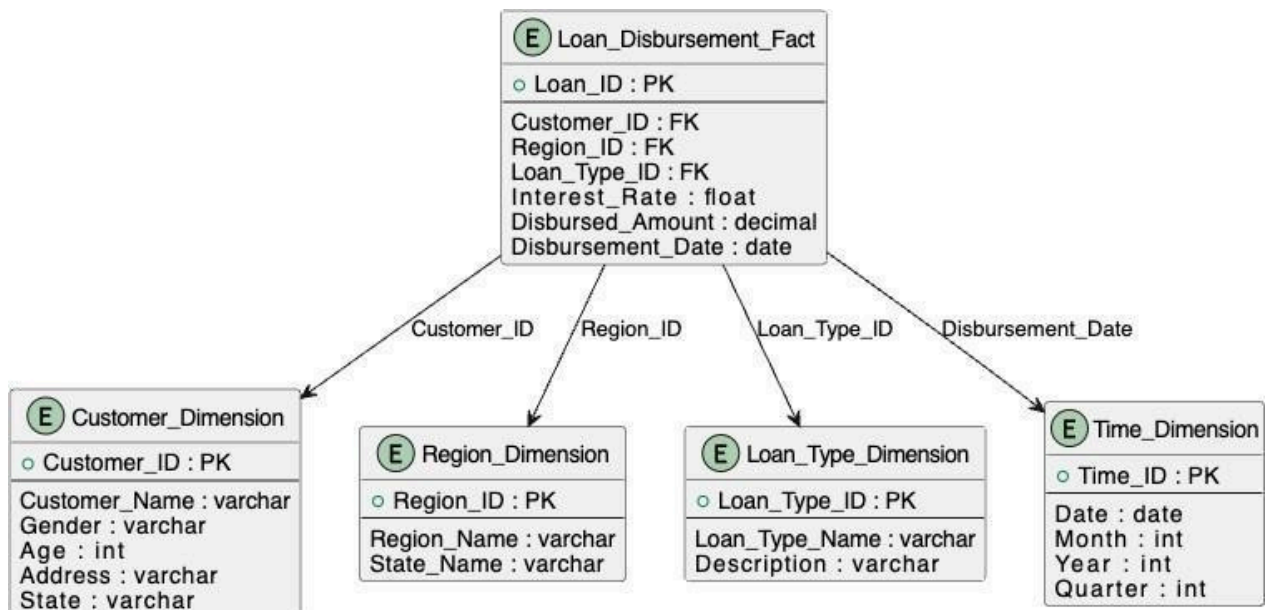 E Loan_Disbursement_Fact
Loan_ID : PK
Customer_ID : FK
Region_ID : FK
Loan_Type_ID : FK
Interest_Rate : float
Disbursed_Amount : decimal
Disbursement_Date : date
Customer_ID
Region_ID
Loan_Type_ID
Disbursement_Date
E Customer_Dimension
Customer_ID : PK
Customer_Name : varchar
Gender : varchar
Age : int
Address : varchar
State : varchar
E Region_Dimension
Region_ID : PK
Region_Name : varchar
State_Name : varchar
E Loan_Type_Dimension
Loan_Type_ID : PK
Loan_Type_Name : varchar
Description : varchar
E Time_Dimension
Time_ID : PK
Date : date
Month : int
Year : int
Quarter : int